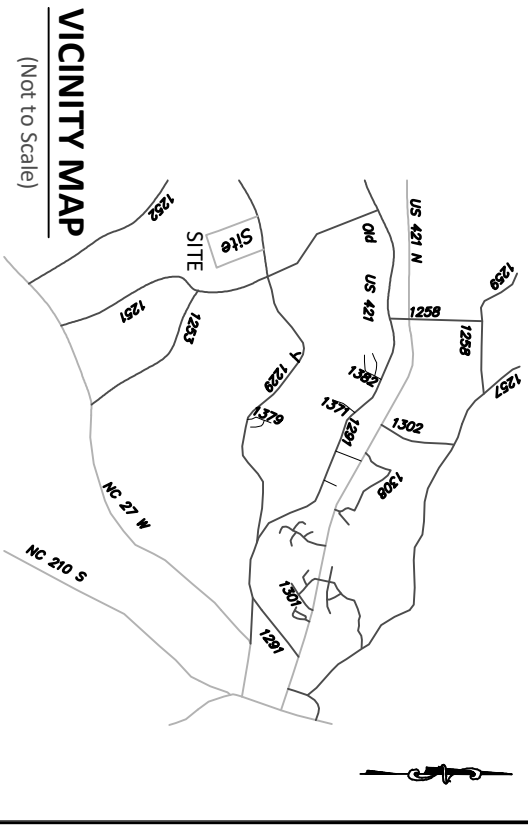 VICINITY MAP
(Not to Scale)
1259
US 421 N
1258
1258
1257
Old US 421
1252
Site
SITE
1382
1302
1251
1253
1229
1371
1291
1379
1308
NC 27 W
NC 210 S
1301
1291